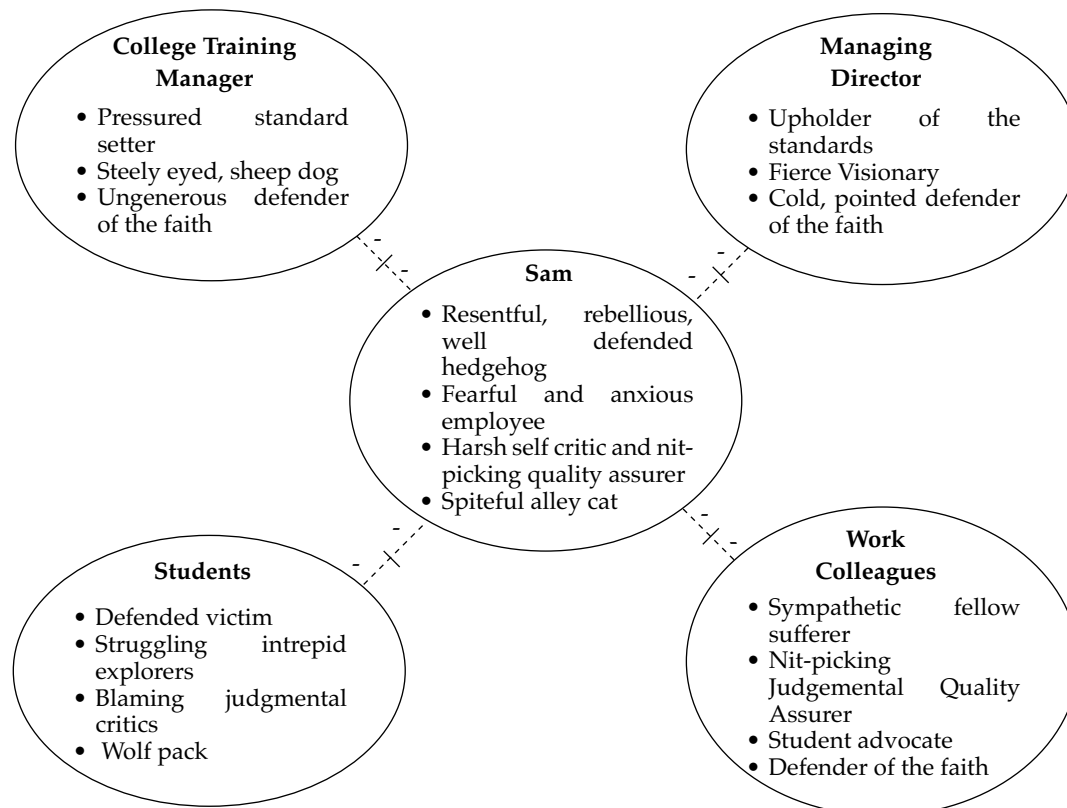 College Training
Manager
• Pressured standard
setter
• Steely eyed, sheep dog
• Ungenerous defender
of the faith
Managing
Director
• Upholder of the
standards
• Fierce Visionary
• Cold, pointed defender
of the faith
Sam
• Resentful, rebellious,
well defended
hedgehog
• Fearful and anxious
employee
• Harsh self critic and nit-
picking quality assurer
• Spiteful alley cat
Students
• Defended victim
• Struggling intrepid
explorers
• Blaming judgmental
critics
• Wolf pack
Work
Colleagues
• Sympathetic fellow
sufferer
• Nit-picking
Judgemental Quality
Assurer
• Student advocate
• Defender of the faith